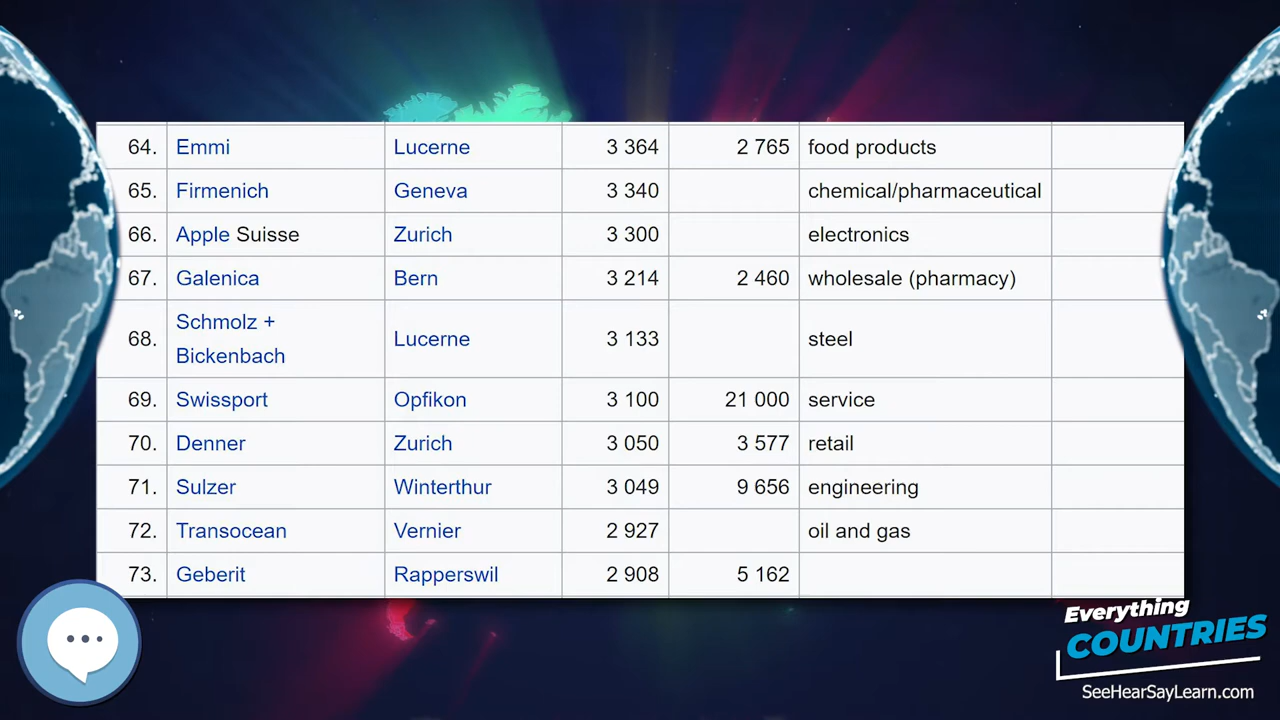 64. Emmi Lucerne 3 364 2 765 food products
65. Firmenich Geneva 3 340 chemical/pharmaceutical
66. Apple Suisse Zurich 3 300 electronics
67. Galenica Bern 3 214 2 460 wholesale (pharmacy)
68. Schmolz +
Bickenbach Lucerne 3 133 steel
69. Swissport Opfikon 3 100 21 000 service
70. Denner Zurich 3 050 3 577 retail
71. Sulzer Winterthur 3 049 9 656 engineering
72. Transocean Vernier 2 927 oil and gas
73. Geberit Rapperswil 2 908 5 162
Everything
COUNTRIES
SeeHearSayLearn.com